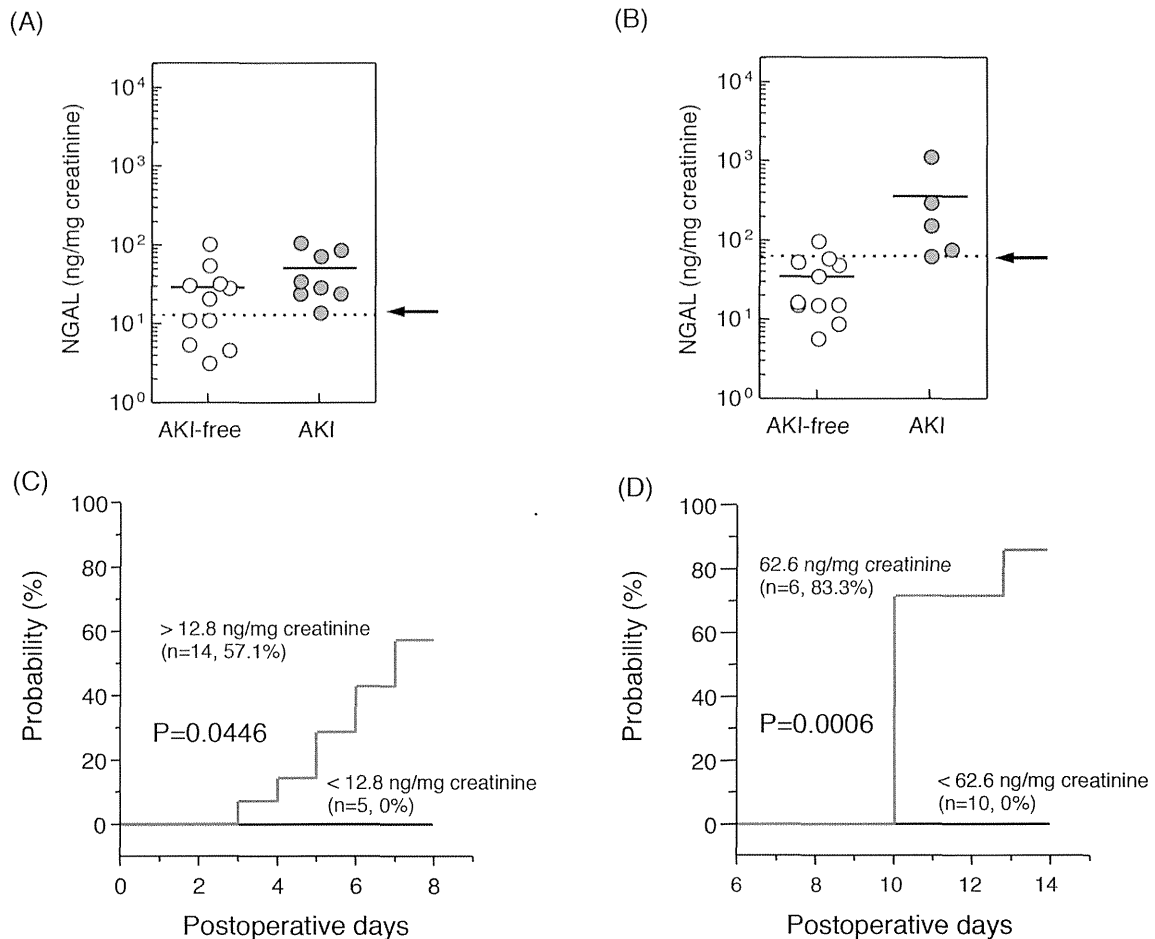 (A)
NGAL (ng/mg creatinine)
10⁴
10³
10²
10¹
10⁰
AKI-free
AKI
(B)
NGAL (ng/mg creatinine)
10⁴
10³
10²
10¹
10⁰
AKI-free
AKI
(C)
Probability (%)
100
80
60
40
20
0
> 12.8 ng/mg creatinine
(n=14, 57.1%)
P=0.0446
< 12.8 ng/mg creatinine
(n=5, 0%)
0
2
4
6
8
Postoperative days
(D)
Probability (%)
100
80
60
40
20
0
62.6 ng/mg creatinine
(n=6, 83.3%)
P=0.0006
< 62.6 ng/mg creatinine
(n=10, 0%)
6
8
10
12
14
Postoperative days